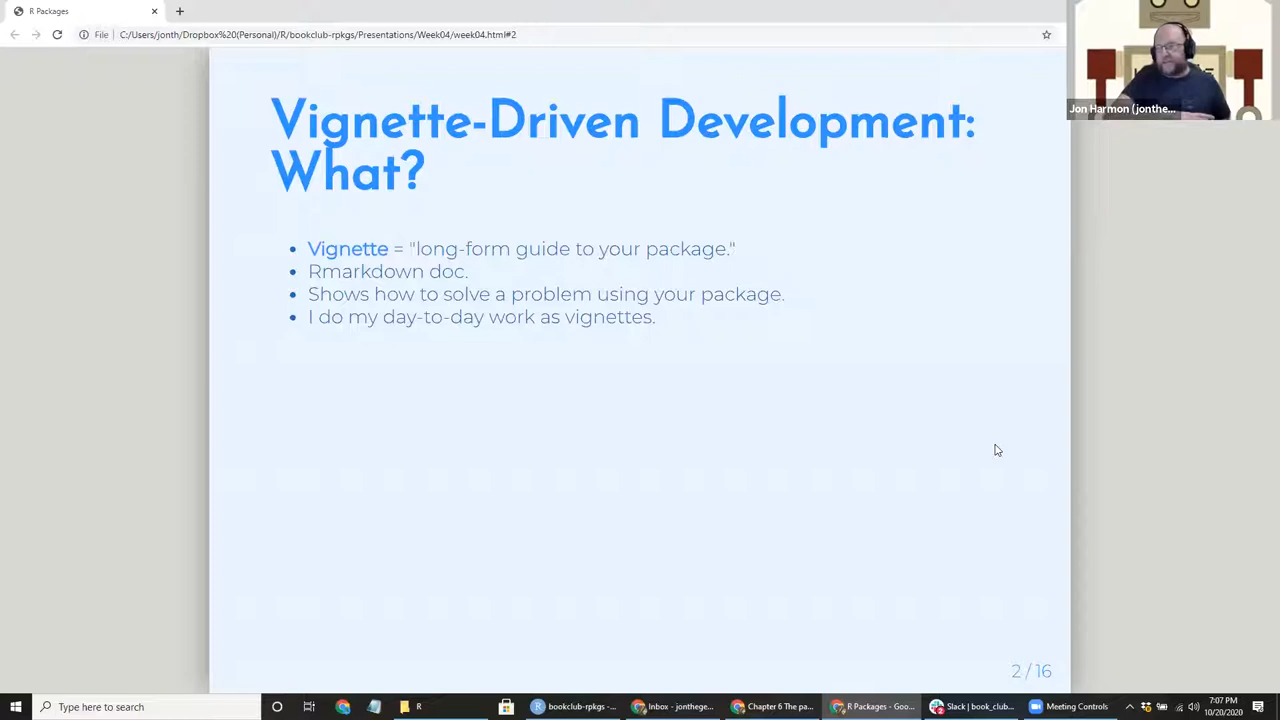 R Packages
File
C:/Users/jonth/Dropbox%20(Personal)/R/bookclub-rpkgs/Presentations/Week04/week04.html#2
Jon Harmon (jonthe...
Vignette-Driven Development:
What?
Vignette = "long-form guide to your package."
Rmarkdown doc.
Shows how to solve a problem using your package.
I do my day-to-day work as vignettes.
2 / 16
Type here to search
R
bookclub-rpkgs -...
Inbox - jonthege...
Chapter 6 The pa...
R Packages - Goo...
Slack | book_club...
Meeting Controls
7:07 PM
10/20/2020